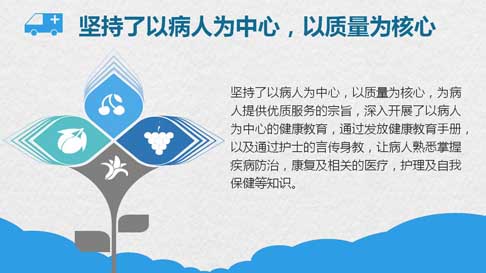 坚持了以病人为中心，以质量为核心
坚持了以病人为中心，以质量为核心，为病
人提供优质服务的宗旨，深入开展了以病人
为中心的健康教育，通过发放健康教育手册，
以及通过护士的言传身教，让病人熟悉掌握
疾病防治，康复及相关的医疗，护理及自我
保健等知识。